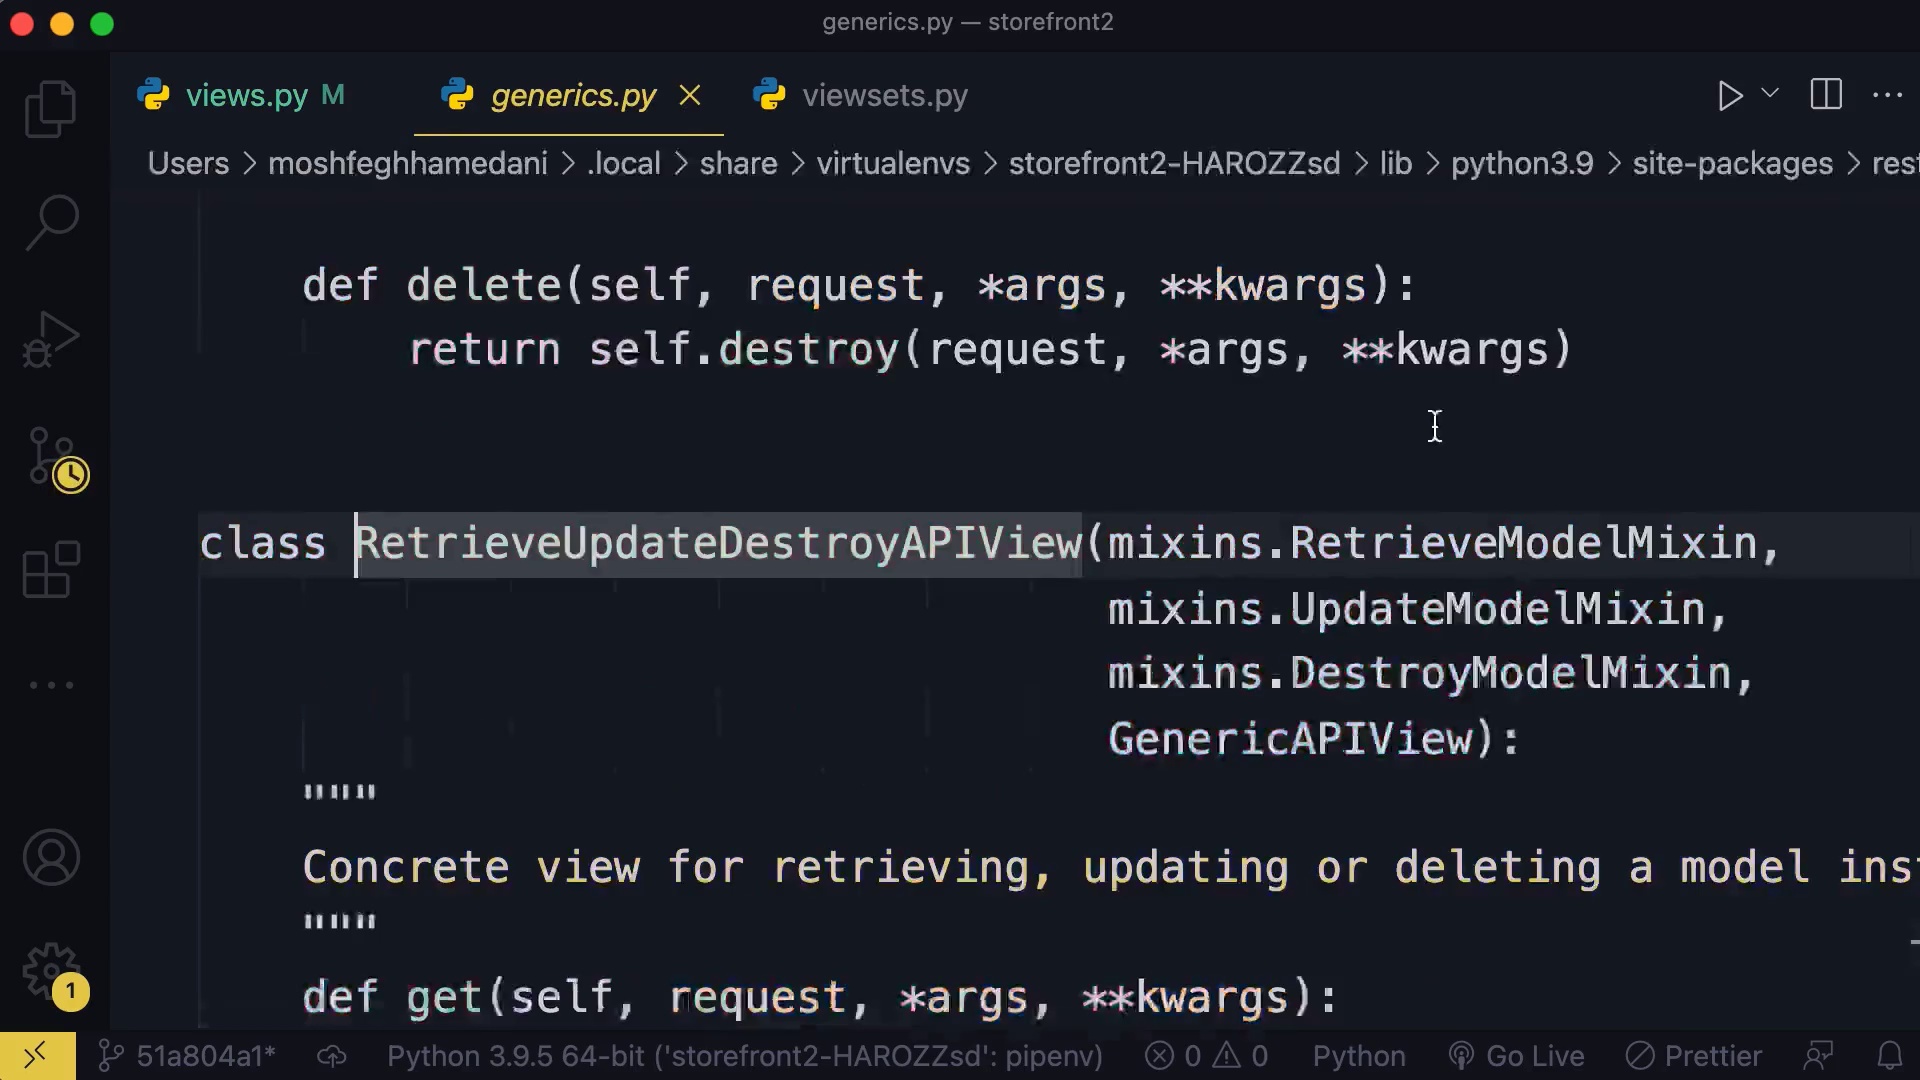 generics.py — storefront2
views.py M
generics.py
viewsets.py
Users > moshfeghhamedani > .local > share > virtualenvs > storefront2-HAROZZsd > lib > python3.9 > site-packages > rest
def delete(self, request, *args, **kwargs):
return self.destroy(request, *args, **kwargs)
class RetrieveUpdateDestroyAPIView(mixins.RetrieveModelMixin,
mixins.UpdateModelMixin,
mixins.DestroyModelMixin,
GenericAPIView):
"""
Concrete view for retrieving, updating or deleting a model ins
"""
def get(self, request, *args, **kwargs):
1
51a804a1* Python 3.9.5 64-bit ('storefront2-HAROZZsd': pipenv) 0 0 Python Go Live Prettier